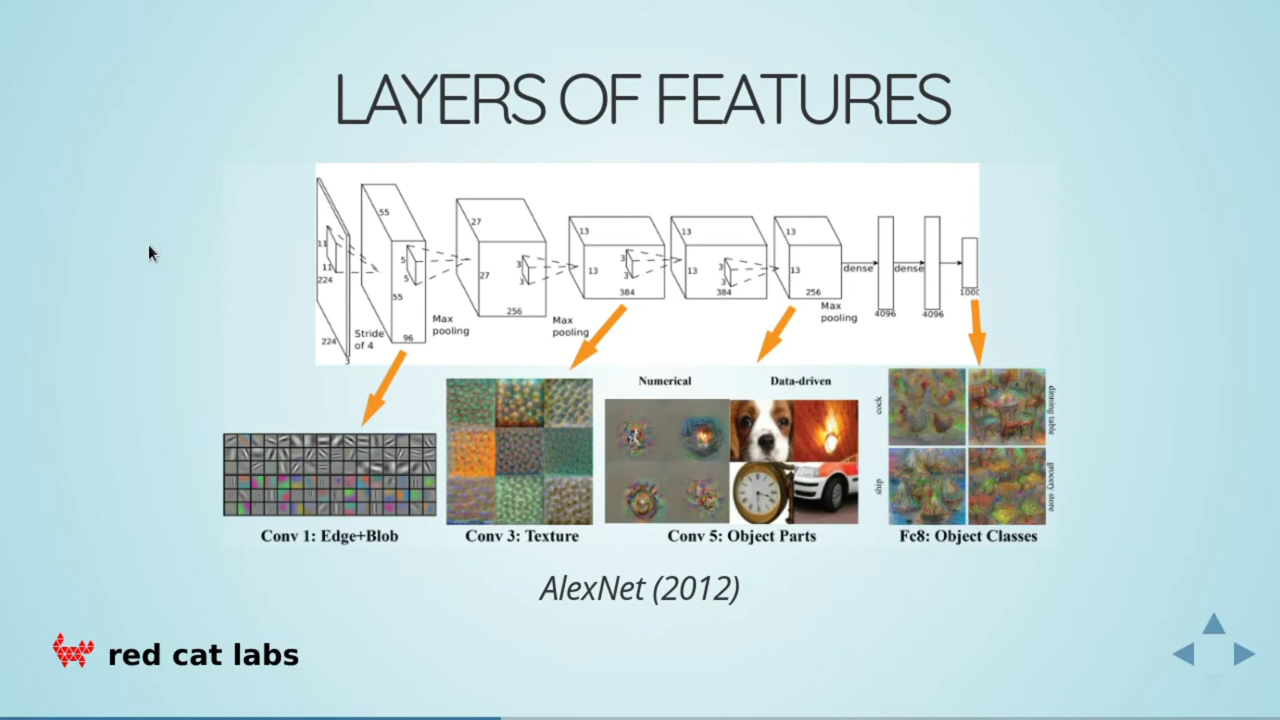 LAYERS OF FEATURES
55
27
13
13
13
11
11
224
5
5
3
3
3
3
3
3
27
13
13
13
dense
dense
55
384
384
256
1000
256
4096
4096
224
Stride
of 4
96
Max
pooling
Max
pooling
Max
pooling
3
Numerical
Data-driven
cock
dinning table
ship
grocery store
Conv 1: Edge+Blob
Conv 3: Texture
Conv 5: Object Parts
Fc8: Object Classes
AlexNet (2012)
red cat labs